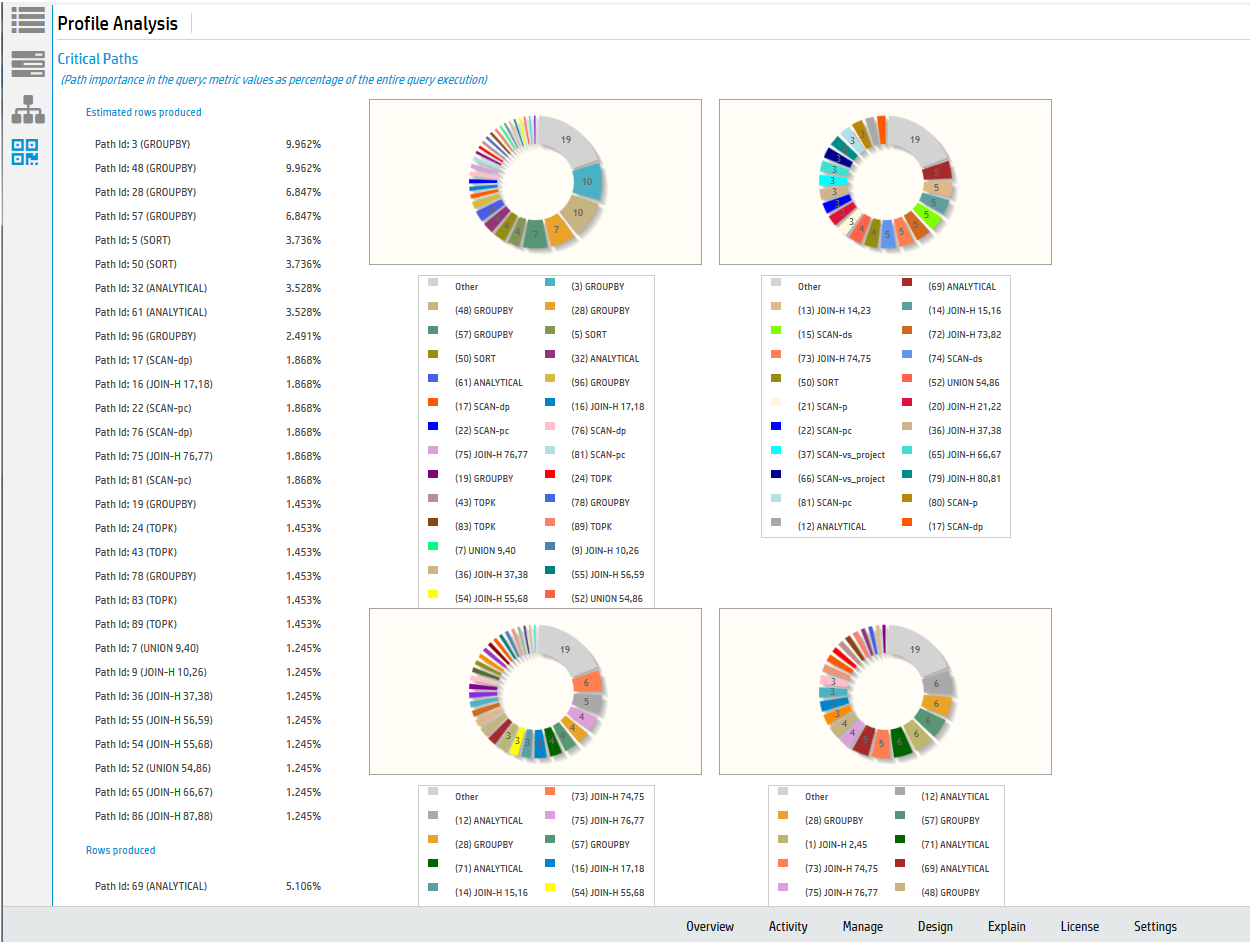 Profile Analysis
Critical Paths
(Path importance in the query: metric values as percentage of the entire query execution)
Estimated rows produced
Path Id: 3 (GROUPBY) 9.962%
Path Id: 48 (GROUPBY) 9.962%
Path Id: 28 (GROUPBY) 6.847%
Path Id: 57 (GROUPBY) 6.847%
Path Id: 5 (SORT) 3.736%
Path Id: 50 (SORT) 3.736%
Path Id: 32 (ANALYTICAL) 3.528%
Path Id: 61 (ANALYTICAL) 3.528%
Path Id: 96 (GROUPBY) 2.491%
Path Id: 17 (SCAN-dp) 1.868%
Path Id: 16 (JOIN-H 17,18) 1.868%
Path Id: 22 (SCAN-pc) 1.868%
Path Id: 76 (SCAN-dp) 1.868%
Path Id: 75 (JOIN-H 76,77) 1.868%
Path Id: 81 (SCAN-pc) 1.868%
Path Id: 19 (GROUPBY) 1.453%
Path Id: 24 (TOPK) 1.453%
Path Id: 43 (TOPK) 1.453%
Path Id: 78 (GROUPBY) 1.453%
Path Id: 83 (TOPK) 1.453%
Path Id: 89 (TOPK) 1.453%
Path Id: 7 (UNION 9,40) 1.245%
Path Id: 9 (JOIN-H 10,26) 1.245%
Path Id: 36 (JOIN-H 37,38) 1.245%
Path Id: 55 (JOIN-H 56,59) 1.245%
Path Id: 54 (JOIN-H 55,68) 1.245%
Path Id: 52 (UNION 54,86) 1.245%
Path Id: 65 (JOIN-H 66,67) 1.245%
Path Id: 86 (JOIN-H 87,88) 1.245%
Rows produced
Path Id: 69 (ANALYTICAL) 5.106%
19
10
10
7
7
4
4
Other (3) GROUPBY
(48) GROUPBY (28) GROUPBY
(57) GROUPBY (5) SORT
(50) SORT (32) ANALYTICAL
(61) ANALYTICAL (96) GROUPBY
(17) SCAN-dp (16) JOIN-H 17,18
(22) SCAN-pc (76) SCAN-dp
(75) JOIN-H 76,77 (81) SCAN-pc
(19) GROUPBY (24) TOPK
(43) TOPK (78) GROUPBY
(83) TOPK (89) TOPK
(7) UNION 9,40 (9) JOIN-H 10,26
(36) JOIN-H 37,38 (55) JOIN-H 56,59
(54) JOIN-H 55,68 (52) UNION 54,86
19
5
5
5
5
5
5
5
4
4
3
3
3
3
3
3
3
Other (69) ANALYTICAL
(13) JOIN-H 14,23 (14) JOIN-H 15,16
(15) SCAN-ds (72) JOIN-H 73,82
(73) JOIN-H 74,75 (74) SCAN-ds
(50) SORT (52) UNION 54,86
(21) SCAN-p (20) JOIN-H 21,22
(22) SCAN-pc (36) JOIN-H 37,38
(37) SCAN-vs_project (65) JOIN-H 66,67
(66) SCAN-vs_project (79) JOIN-H 80,81
(81) SCAN-pc (80) SCAN-p
(12) ANALYTICAL (17) SCAN-dp
19
6
5
4
4
4
4
3
3
3
Other (73) JOIN-H 74,75
(12) ANALYTICAL (75) JOIN-H 76,77
(28) GROUPBY (57) GROUPBY
(71) ANALYTICAL (16) JOIN-H 17,18
(14) JOIN-H 15,16 (54) JOIN-H 55,68
19
6
6
6
6
6
5
5
4
4
3
3
3
Other (12) ANALYTICAL
(28) GROUPBY (57) GROUPBY
(1) JOIN-H 2,45 (71) ANALYTICAL
(73) JOIN-H 74,75 (69) ANALYTICAL
(75) JOIN-H 76,77 (48) GROUPBY
Overview Activity Manage Design Explain License Settings